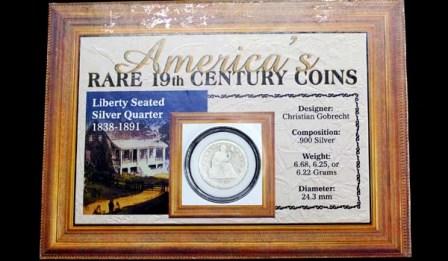 America's
RARE 19th CENTURY COINS
Liberty Seated
Silver Quarter
1838-1891
Designer:
Christian Gobrecht
Composition:
.900 Silver
Weight:
6.68, 6.25, or
6.22 Grams
Diameter:
24.3 mm